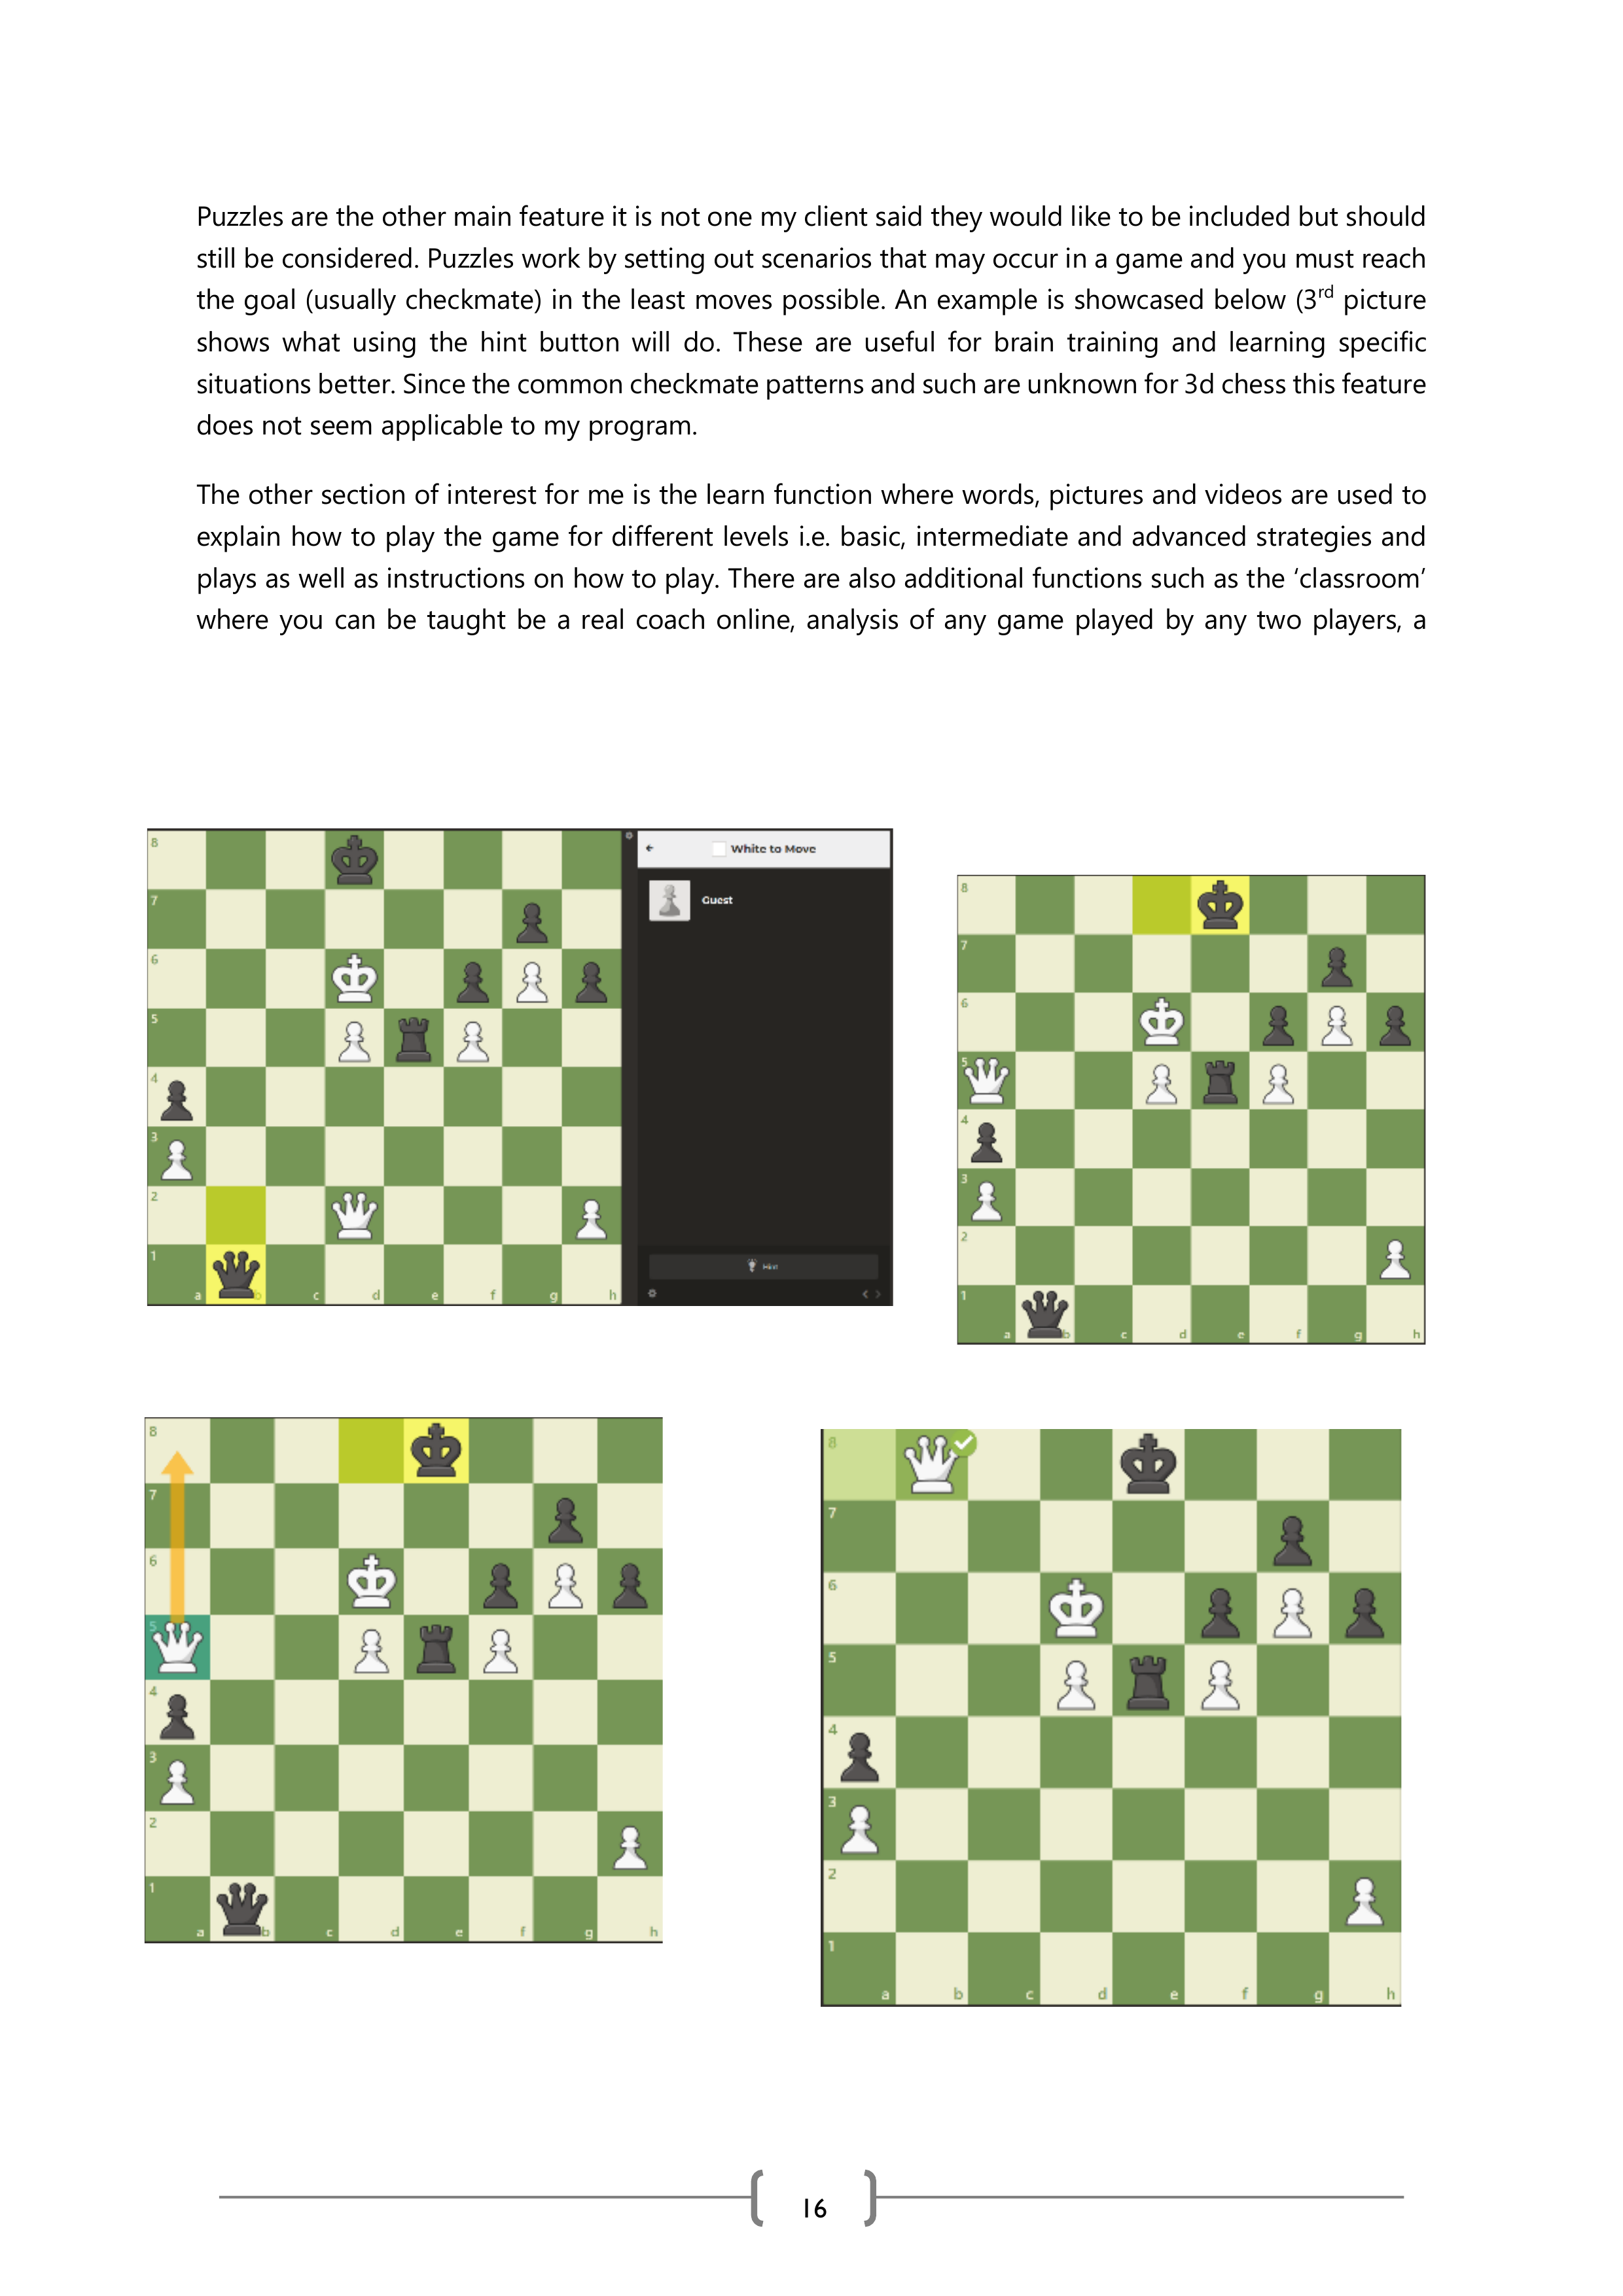 Puzzles are the other main feature it is not one my client said they would like to be included but should
still be considered. Puzzles work by setting out scenarios that may occur in a game and you must reach
the goal (usually checkmate) in the least moves possible. An example is showcased below (3rd picture
shows what using the hint button will do. These are useful for brain training and learning specific
situations better. Since the common checkmate patterns and such are unknown for 3d chess this feature
does not seem applicable to my program.
The other section of interest for me is the learn function where words, pictures and videos are used to
explain how to play the game for different levels i.e. basic, intermediate and advanced strategies and
plays as well as instructions on how to play. There are also additional functions such as the ‘classroom’
where you can be taught be a real coach online, analysis of any game played by any two players, a
8
7
6
5
4
3
2
1
a b c d e f g h
White to Move
Guest
Hint
8
7
6
5
4
3
2
1
a b c d e f g h
8
7
6
5
4
3
2
1
a b c d e f g h
8
7
6
5
4
3
2
1
a b c d e f g h
16